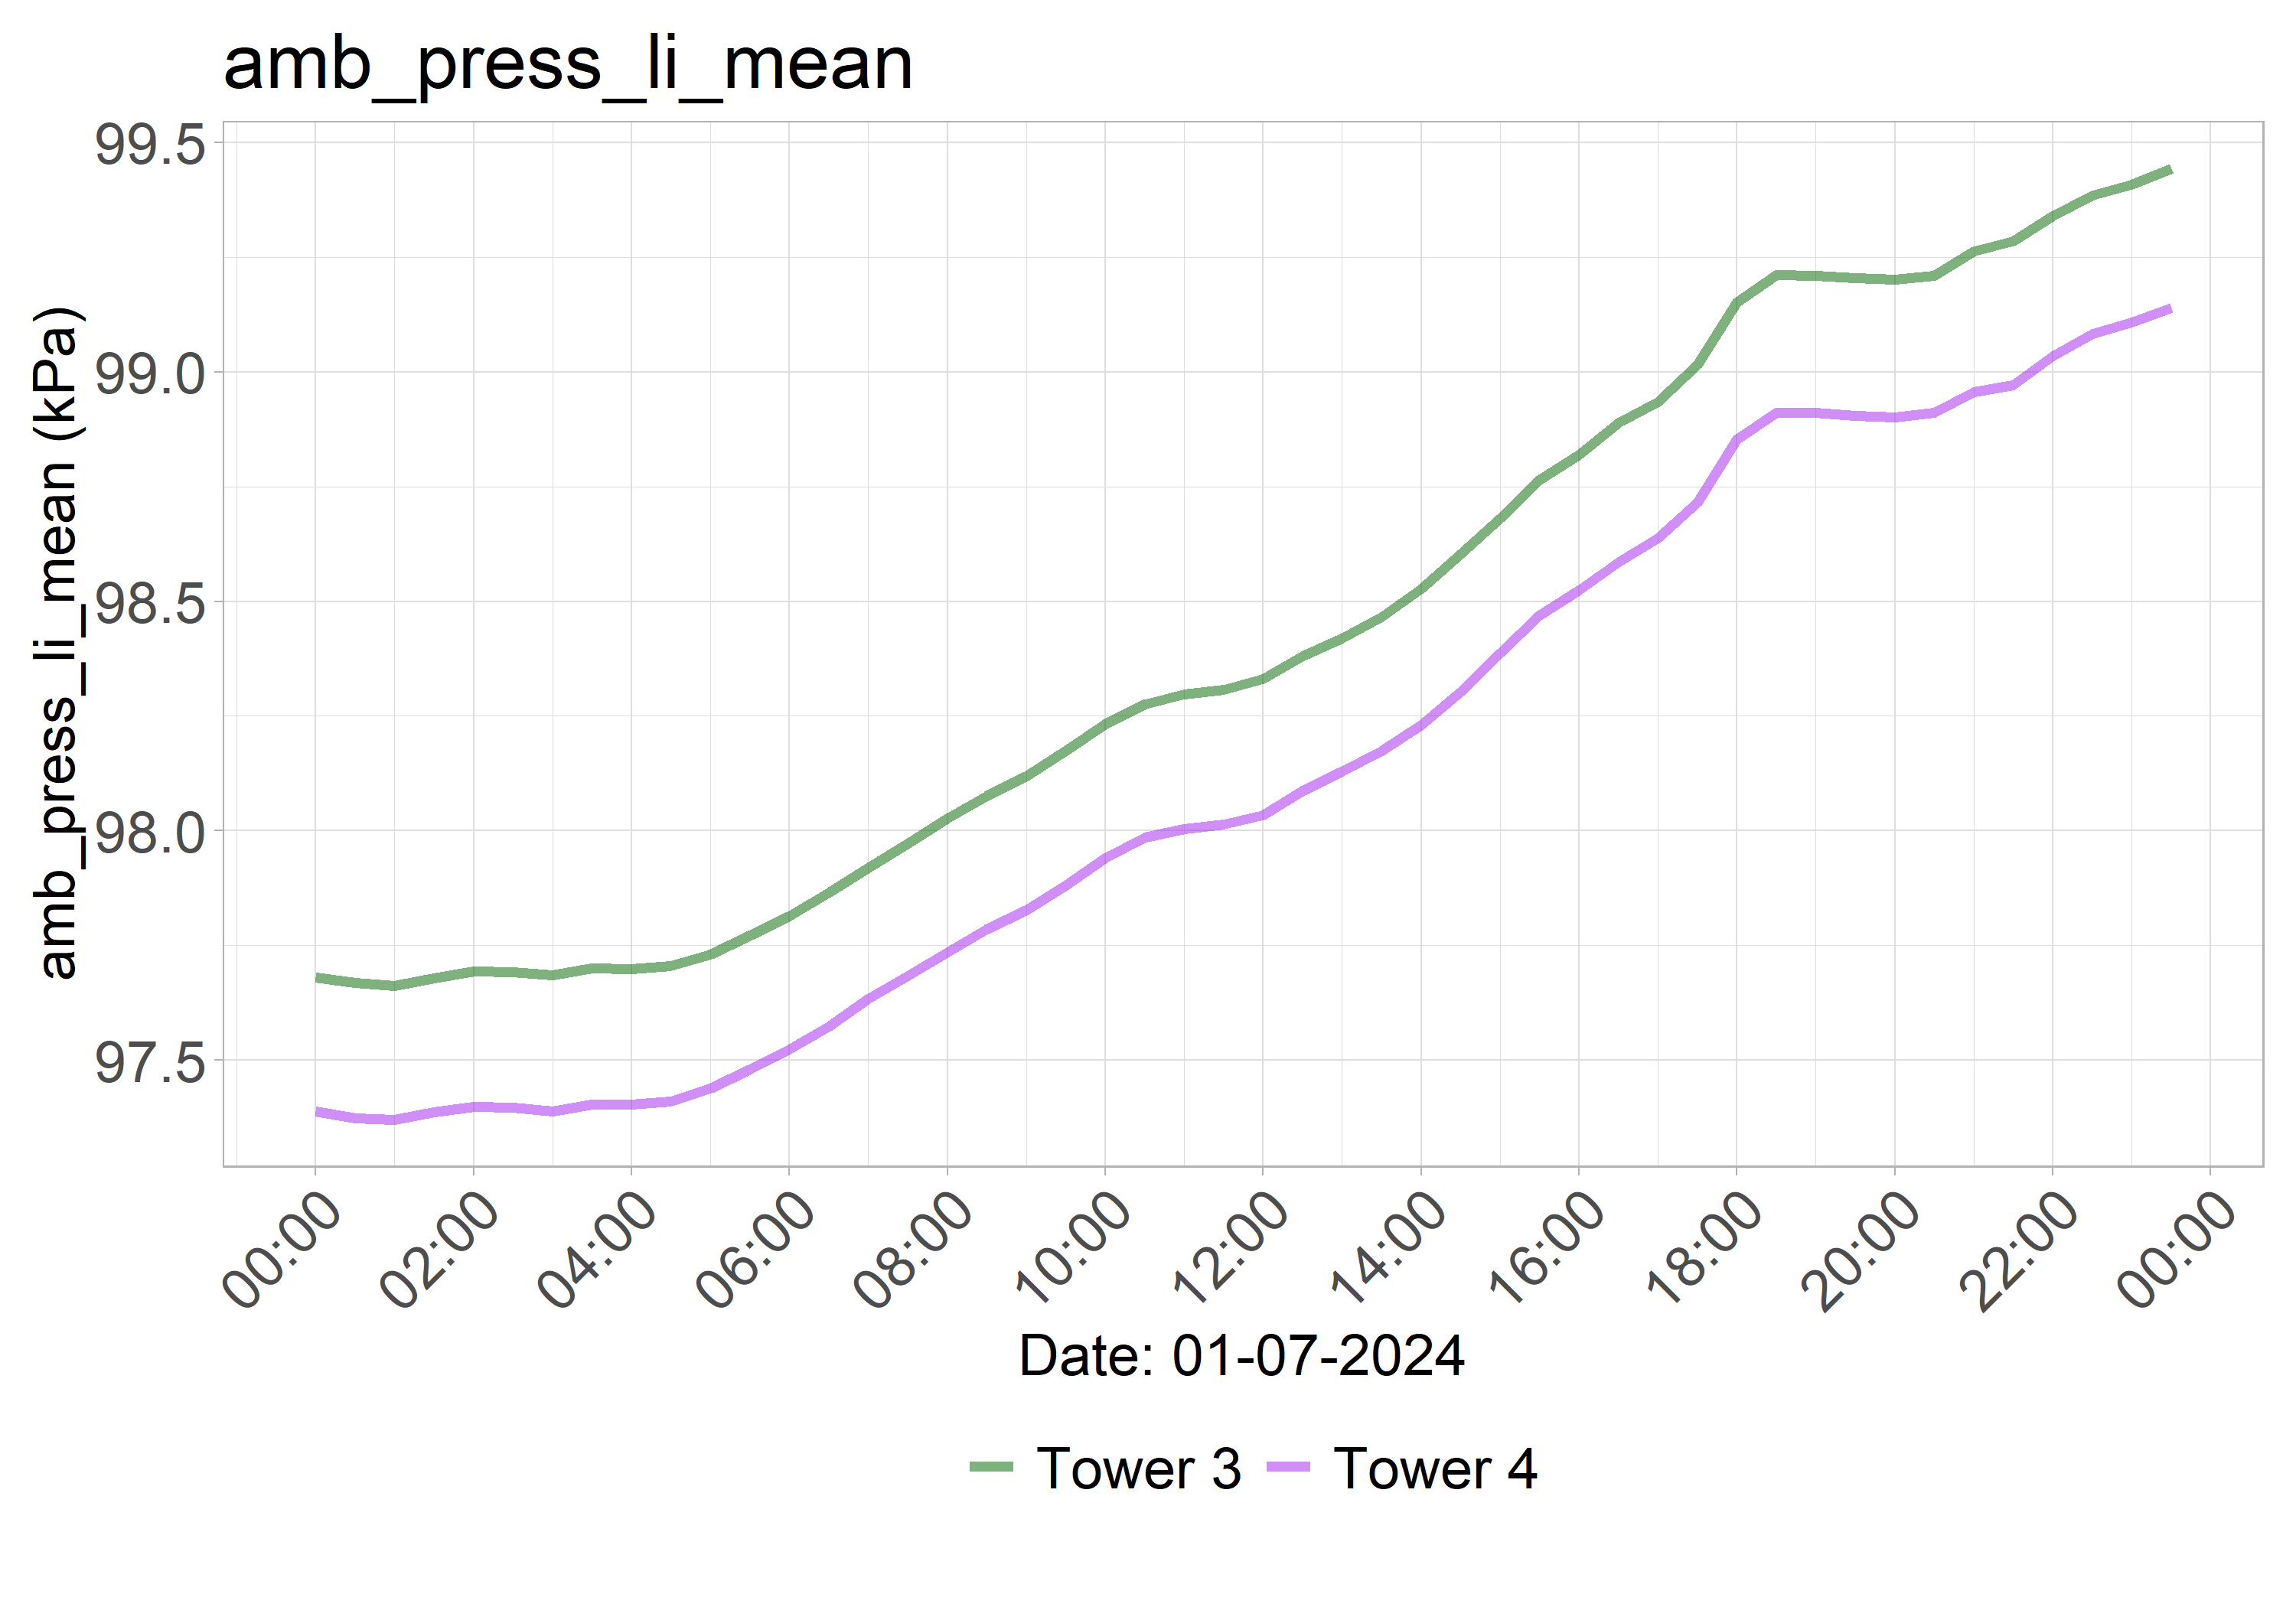 amb_press_li_mean
amb_press_li_mean (kPa)
99.5
99.0
98.5
98.0
97.5
00:00 02:00 04:00 06:00 08:00 10:00 12:00 14:00 16:00 18:00 20:00 22:00 00:00
Date: 01-07-2024
Tower 3 Tower 4